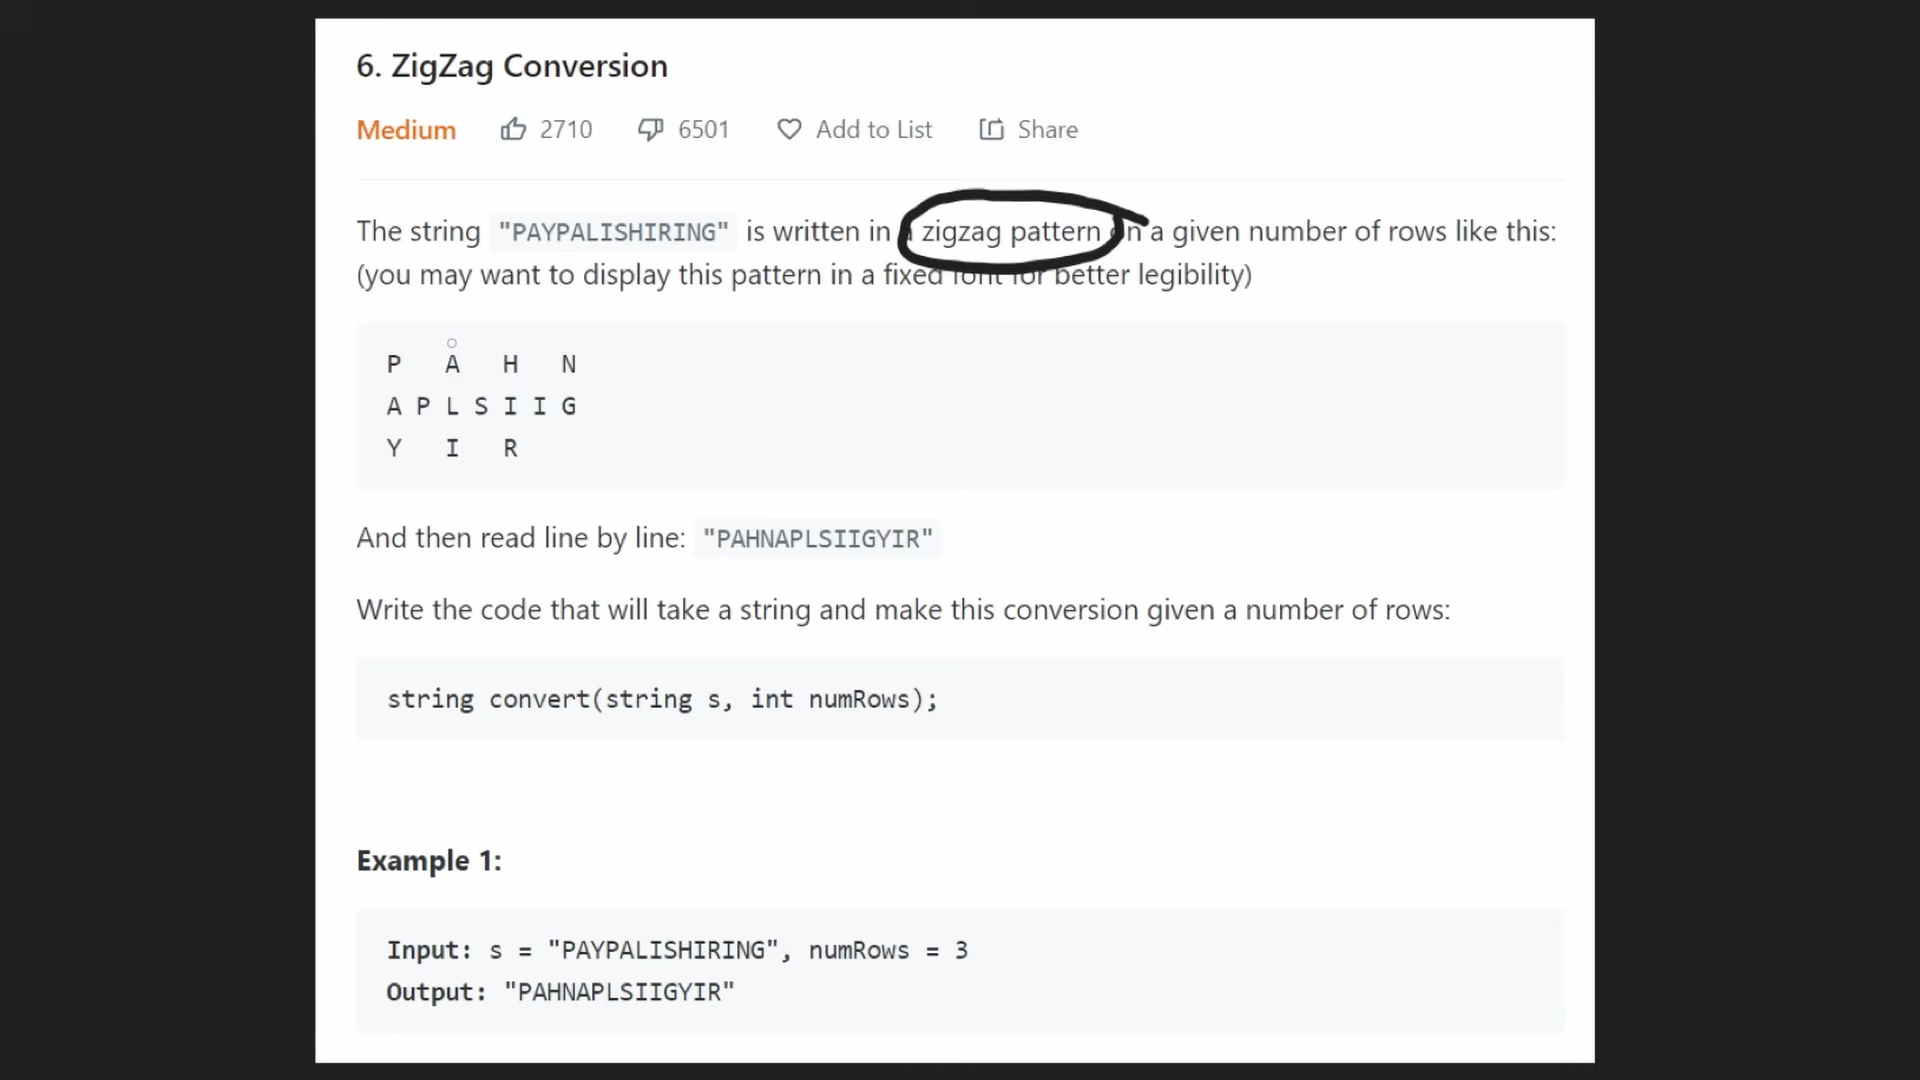 6. ZigZag Conversion
Medium 2710 6501 Add to List Share
The string "PAYPALISHIRING" is written in a zigzag pattern on a given number of rows like this:
(you may want to display this pattern in a fixed font for better legibility)
P   A   H   N
A P L S I I G
Y   I   R
And then read line by line: "PAHNAPLSIIGYIR"
Write the code that will take a string and make this conversion given a number of rows:
string convert(string s, int numRows);
Example 1:
Input: s = "PAYPALISHIRING", numRows = 3
Output: "PAHNAPLSIIGYIR"